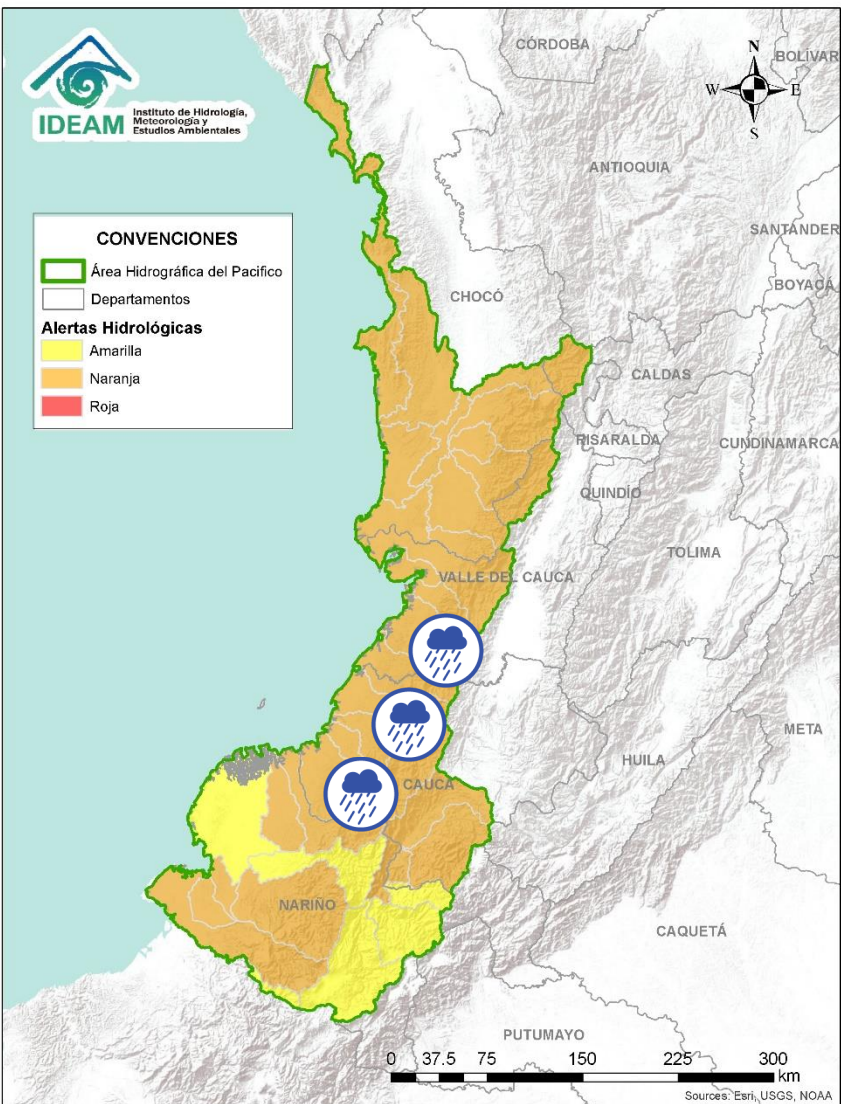 IDEAM
Instituto de Hidrología,
Meteorología y
Estudios Ambientales
CÓRDOBA
N
BOLÍVAR
W
E
S
ANTIOQUIA
CONVENCIONES
Área Hidrográfica del Pacifico
Departamentos
Alertas Hidrológicas
Amarilla
Naranja
Roja
SANTANDER
BOYACÁ
CHOCÓ
CALDAS
RISARALDA
CUNDINAMARCA
QUINDÍO
TOLIMA
VALLE DEL CAUCA
META
HUILA
CAUCA
NARIÑO
CAQUETÁ
PUTUMAYO
0 37.5 75 150 225 300
km
Sources: Esri, USGS, NOAA